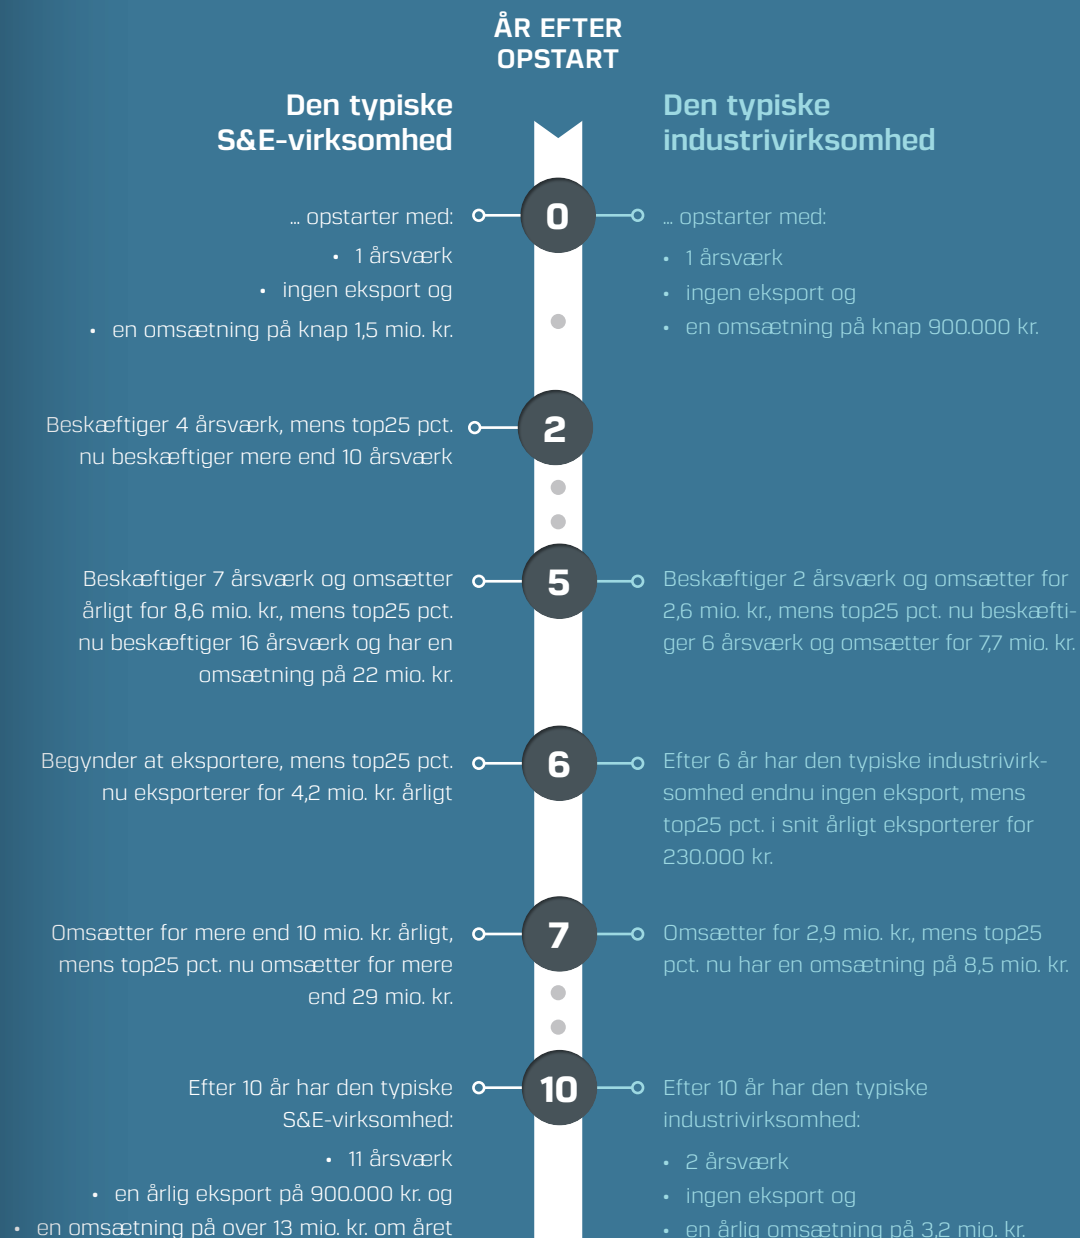 ÅR EFTER
OPSTART
Den typiske
S&E-virksomhed
Den typiske
industrivirksomhed
0
... opstarter med:
• 1 årsværk
• ingen eksport og
• en omsætning på knap 1,5 mio. kr.
... opstarter med:
• 1 årsværk
• ingen eksport og
• en omsætning på knap 900.000 kr.
2
Beskæftiger 4 årsværk, mens top25 pct.
nu beskæftiger mere end 10 årsværk
5
Beskæftiger 7 årsværk og omsætter
årligt for 8,6 mio. kr., mens top25 pct.
nu beskæftiger 16 årsværk og har en
omsætning på 22 mio. kr.
Beskæftiger 2 årsværk og omsætter for
2,6 mio. kr., mens top25 pct. nu beskæfti-
ger 6 årsværk og omsætter for 7,7 mio. kr.
6
Begynder at eksportere, mens top25 pct.
nu eksporterer for 4,2 mio. kr. årligt
Efter 6 år har den typiske industrivirk-
somhed endnu ingen eksport, mens
top25 pct. i snit årligt eksporterer for
230.000 kr.
7
Omsætter for mere end 10 mio. kr. årligt,
mens top25 pct. nu omsætter for mere
end 29 mio. kr.
Omsætter for 2,9 mio. kr., mens top25
pct. nu har en omsætning på 8,5 mio. kr.
10
Efter 10 år har den typiske
S&E-virksomhed:
• 11 årsværk
• en årlig eksport på 900.000 kr. og
• en omsætning på over 13 mio. kr. om året
Efter 10 år har den typiske
industrivirksomhed:
• 2 årsværk
• ingen eksport og
• en årlig omsætning på 3,2 mio. kr.